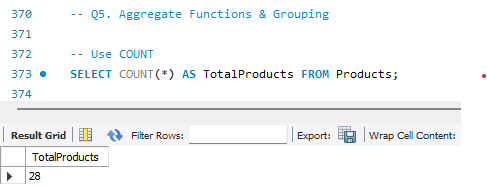 370 -- Q5. Aggregate Functions & Grouping
371
372 -- Use COUNT
373 SELECT COUNT(*) AS TotalProducts FROM Products;
374
Result Grid Filter Rows: Export: Wrap Cell Content:
TotalProducts
28